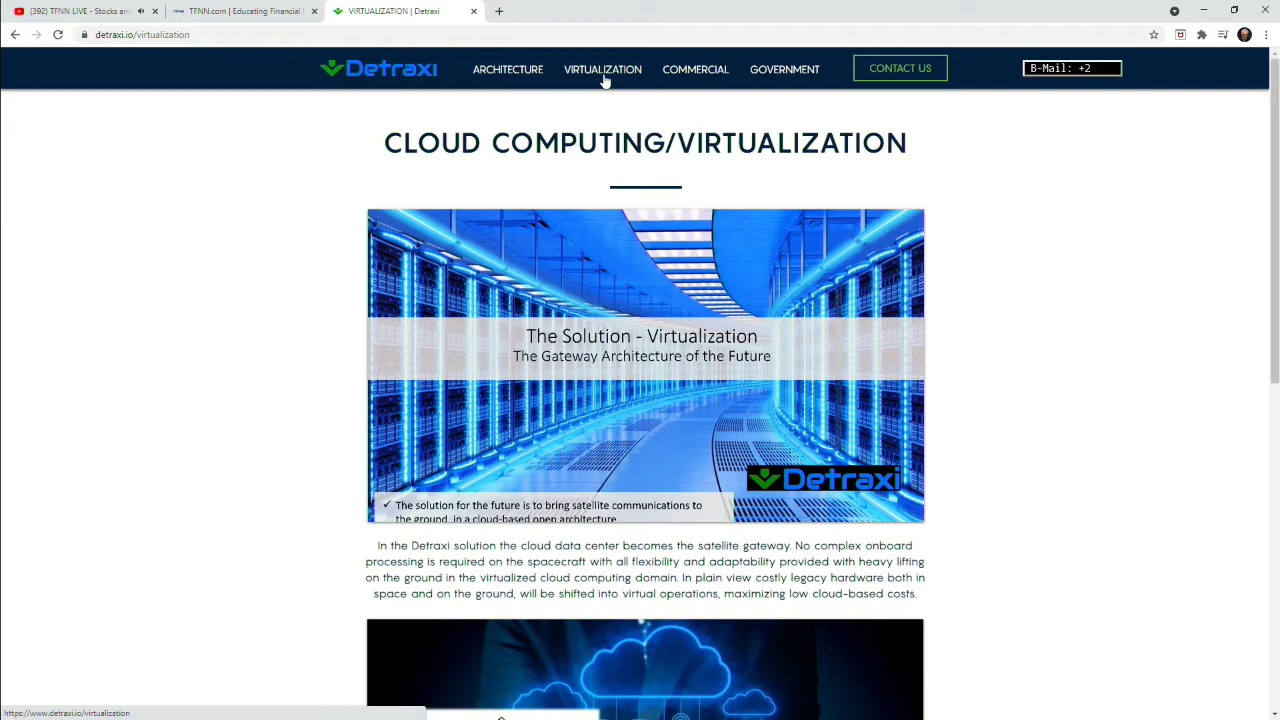 (392) TFNN LIVE - Stocks and
TFNN.com | Educating Financial I
VIRTUALIZATION | Detraxi
detraxi.io/virtualization
Detraxi
ARCHITECTURE
VIRTUALIZATION
COMMERCIAL
GOVERNMENT
CONTACT US
B-Mail: +2
CLOUD COMPUTING/VIRTUALIZATION
The Solution - Virtualization
The Gateway Architecture of the Future
Detraxi
✓ The solution for the future is to bring satellite communications to
the ground, in a cloud-based open architecture
In the Detraxi solution the cloud data center becomes the satellite gateway. No complex onboard
processing is required on the spacecraft with all flexibility and adaptability provided with heavy lifting
on the ground in the virtualized cloud computing domain. In plain view costly legacy hardware both in
space and on the ground, will be shifted into virtual operations, maximizing low cloud-based costs.
https://www.detraxi.io/virtualization